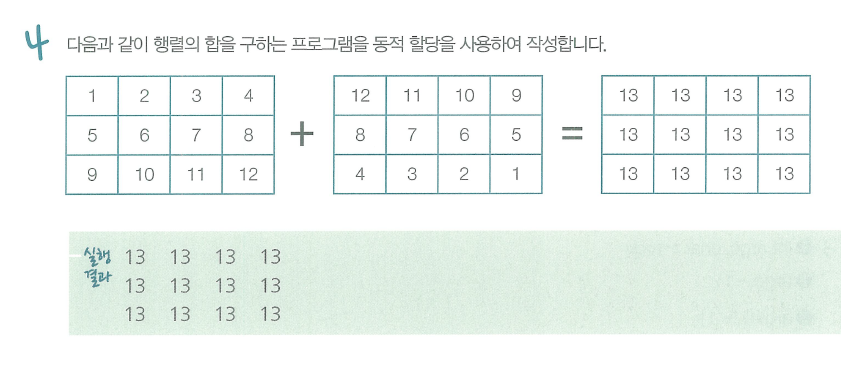 4 다음과 같이 행렬의 합을 구하는 프로그램을 동적 할당을 사용하여 작성합니다.
1 2 3 4 12 11 10 9 13 13 13 13
5 6 7 8 + 8 7 6 5 = 13 13 13 13
9 10 11 12 4 3 2 1 13 13 13 13
실행 13 13 13 13
결과 13 13 13 13
13 13 13 13